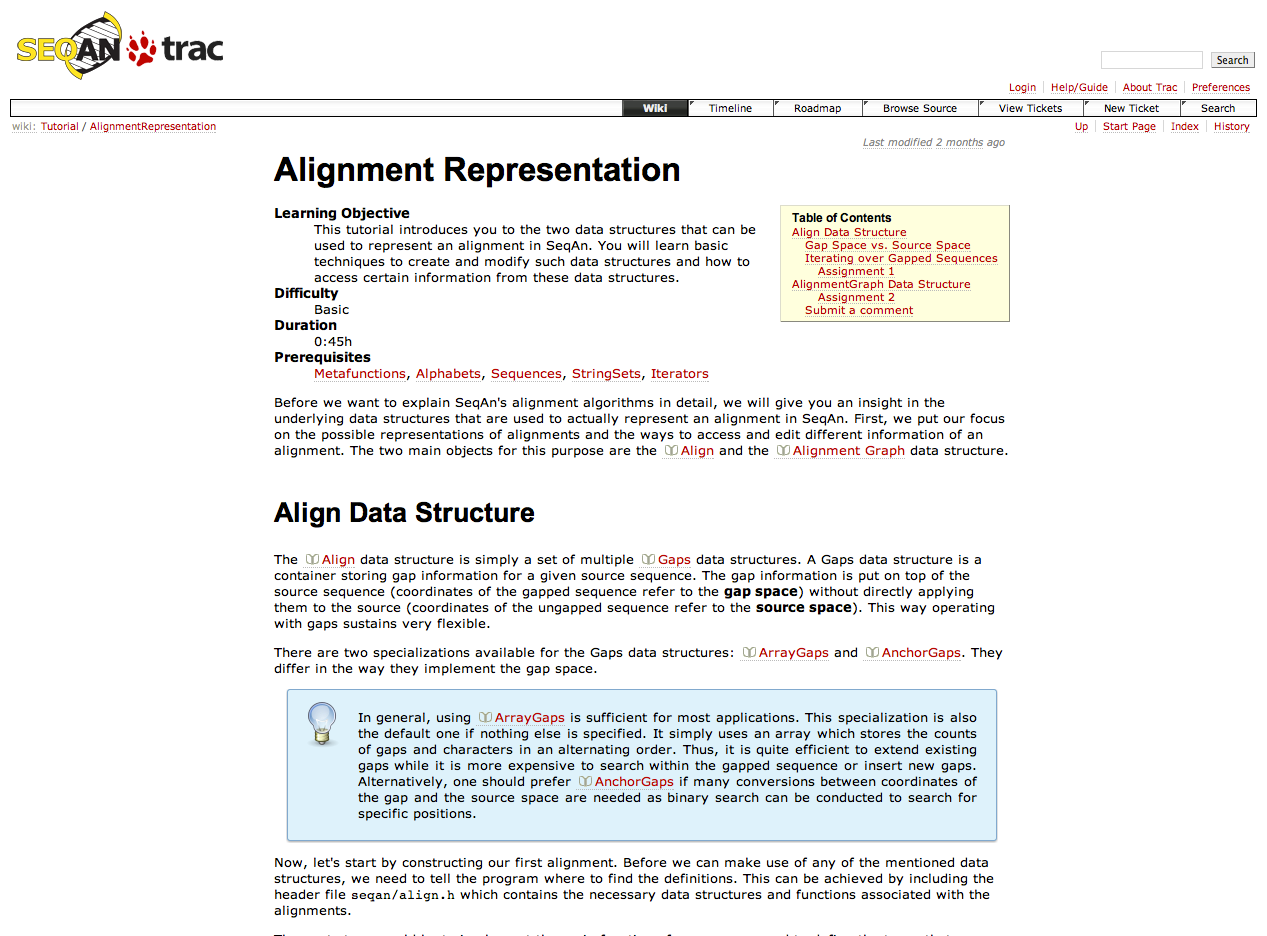 SEQAN trac
Search
Login Help/Guide About Trac Preferences
Wiki Timeline Roadmap Browse Source View Tickets New Ticket Search
wiki: Tutorial / AlignmentRepresentation
Up Start Page Index History
Last modified 2 months ago
Alignment Representation
Learning Objective
This tutorial introduces you to the two data structures that can be
used to represent an alignment in SeqAn. You will learn basic
techniques to create and modify such data structures and how to
access certain information from these data structures.
Difficulty
Basic
Duration
0:45h
Prerequisites
Metafunctions, Alphabets, Sequences, StringSets, Iterators
Table of Contents
Align Data Structure
Gap Space vs. Source Space
Iterating over Gapped Sequences
Assignment 1
AlignmentGraph Data Structure
Assignment 2
Submit a comment
Before we want to explain SeqAn's alignment algorithms in detail, we will give you an insight in the
underlying data structures that are used to actually represent an alignment in SeqAn. First, we put our focus
on the possible representations of alignments and the ways to access and edit different information of an
alignment. The two main objects for this purpose are the Align and the Alignment Graph data structure.
Align Data Structure
The Align data structure is simply a set of multiple Gaps data structures. A Gaps data structure is a
container storing gap information for a given source sequence. The gap information is put on top of the
source sequence (coordinates of the gapped sequence refer to the gap space) without directly applying
them to the source (coordinates of the ungapped sequence refer to the source space). This way operating
with gaps sustains very flexible.
There are two specializations available for the Gaps data structures: ArrayGaps and AnchorGaps. They
differ in the way they implement the gap space.
In general, using ArrayGaps is sufficient for most applications. This specialization is also
the default one if nothing else is specified. It simply uses an array which stores the counts
of gaps and characters in an alternating order. Thus, it is quite efficient to extend existing
gaps while it is more expensive to search within the gapped sequence or insert new gaps.
Alternatively, one should prefer AnchorGaps if many conversions between coordinates of
the gap and the source space are needed as binary search can be conducted to search for
specific positions.
Now, let's start by constructing our first alignment. Before we can make use of any of the mentioned data
structures, we need to tell the program where to find the definitions. This can be achieved by including the
header file seqan/align.h which contains the necessary data structures and functions associated with the
alignments.